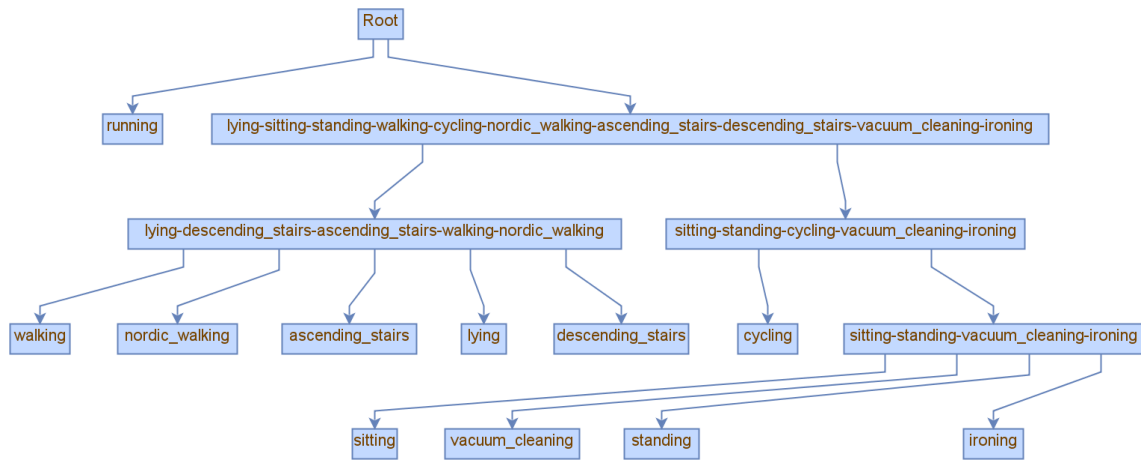 Root
running
lying-sitting-standing-walking-cycling-nordic_walking-ascending_stairs-descending_stairs-vacuum_cleaning-ironing
lying-descending_stairs-ascending_stairs-walking-nordic_walking
sitting-standing-cycling-vacuum_cleaning-ironing
walking
nordic_walking
ascending_stairs
lying
descending_stairs
cycling
sitting-standing-vacuum_cleaning-ironing
sitting
vacuum_cleaning
standing
ironing